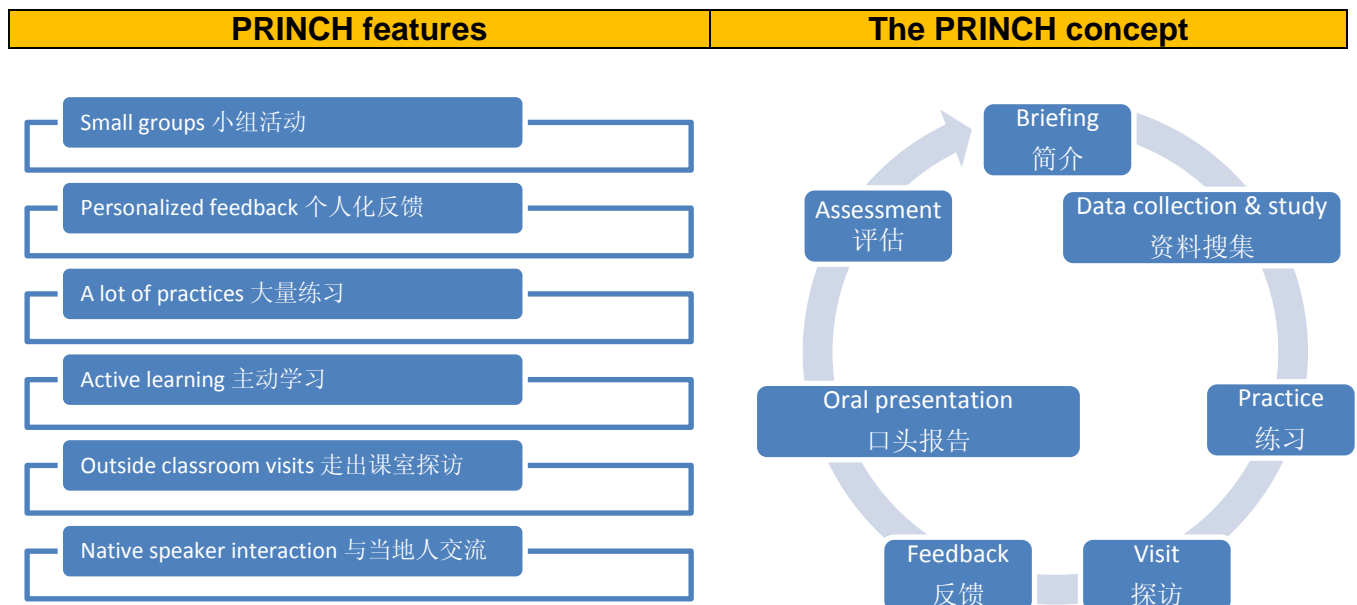 PRINCH features
The PRINCH concept
Small groups 小组活动
Personalized feedback 个人化反馈
A lot of practices 大量练习
Active learning 主动学习
Outside classroom visits 走出课室探访
Native speaker interaction 与当地人交流
Briefing
简介
Data collection & study
资料搜集
Practice
练习
Visit
探访
Feedback
反馈
Oral presentation
口头报告
Assessment
评估